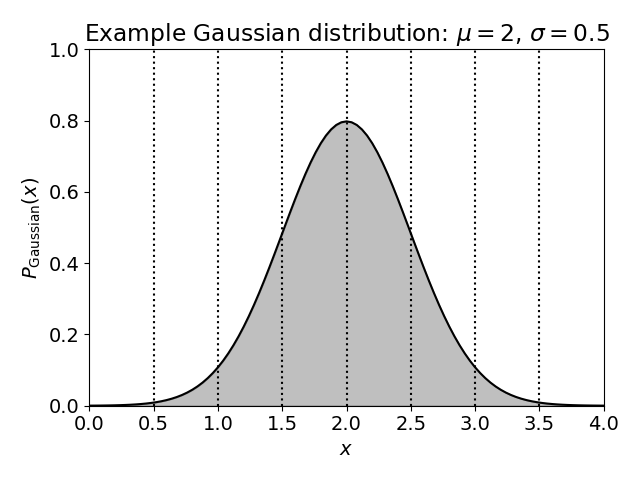 Example Gaussian distribution: μ = 2, σ = 0.5
1.0
0.8
0.6
0.4
0.2
0.0
P_Gaussian(x)
0.0 0.5 1.0 1.5 2.0 2.5 3.0 3.5 4.0
x